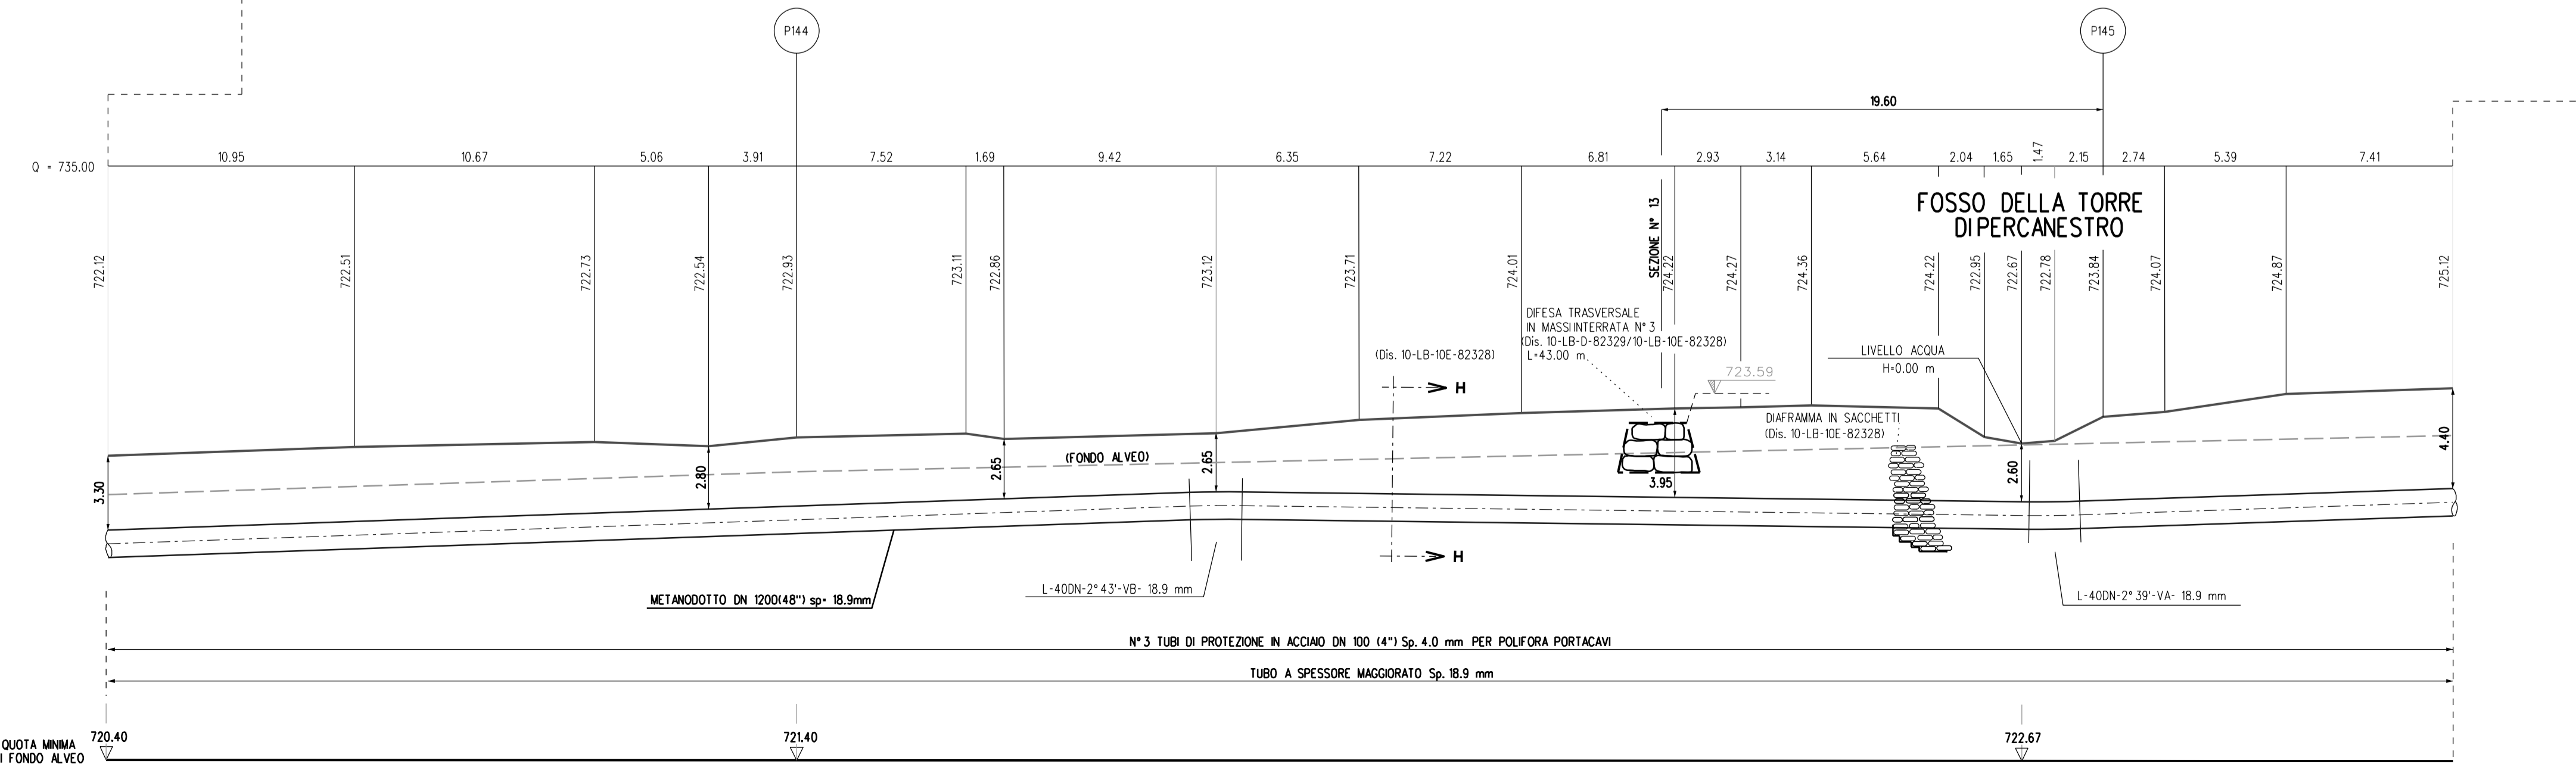 P144
P145
19.60
Q = 735.00
10.95
10.67
5.06
3.91
7.52
1.69
9.42
6.35
7.22
6.81
2.93
3.14
5.64
2.04
1.65
1.47
2.15
2.74
5.39
7.41
FOSSO DELLA TORRE
DI PERCANESTRO
SEZIONE N° 13
722.12
722.51
722.73
722.54
722.93
723.11
722.86
723.12
723.71
724.01
724.22
724.27
724.36
724.22
722.95
722.67
722.78
723.84
724.07
724.87
725.12
DIFESA TRASVERSALE
IN MASSI INTERRATA N° 3
(Dis. 10-LB-D-82329/10-LB-10E-82328)
L=43.00 m
(Dis. 10-LB-10E-82328)
H
723.59
LIVELLO ACQUA
H=0.00 m
DIAFRAMMA IN SACCHETTI
(Dis. 10-LB-10E-82328)
(FONDO ALVEO)
3.30
2.80
2.65
2.65
3.95
2.60
4.40
H
L-40DN-2°43'-VB- 18.9 mm
METANODOTTO DN 1200(48") sp= 18.9mm
L-40DN-2°39'-VA- 18.9 mm
N° 3 TUBI DI PROTEZIONE IN ACCIAIO DN 100 (4") Sp. 4.0 mm PER POLIFORA PORTACAVI
TUBO A SPESSORE MAGGIORATO Sp. 18.9 mm
720.40
721.40
722.67
QUOTA MINIMA
I FONDO ALVEO